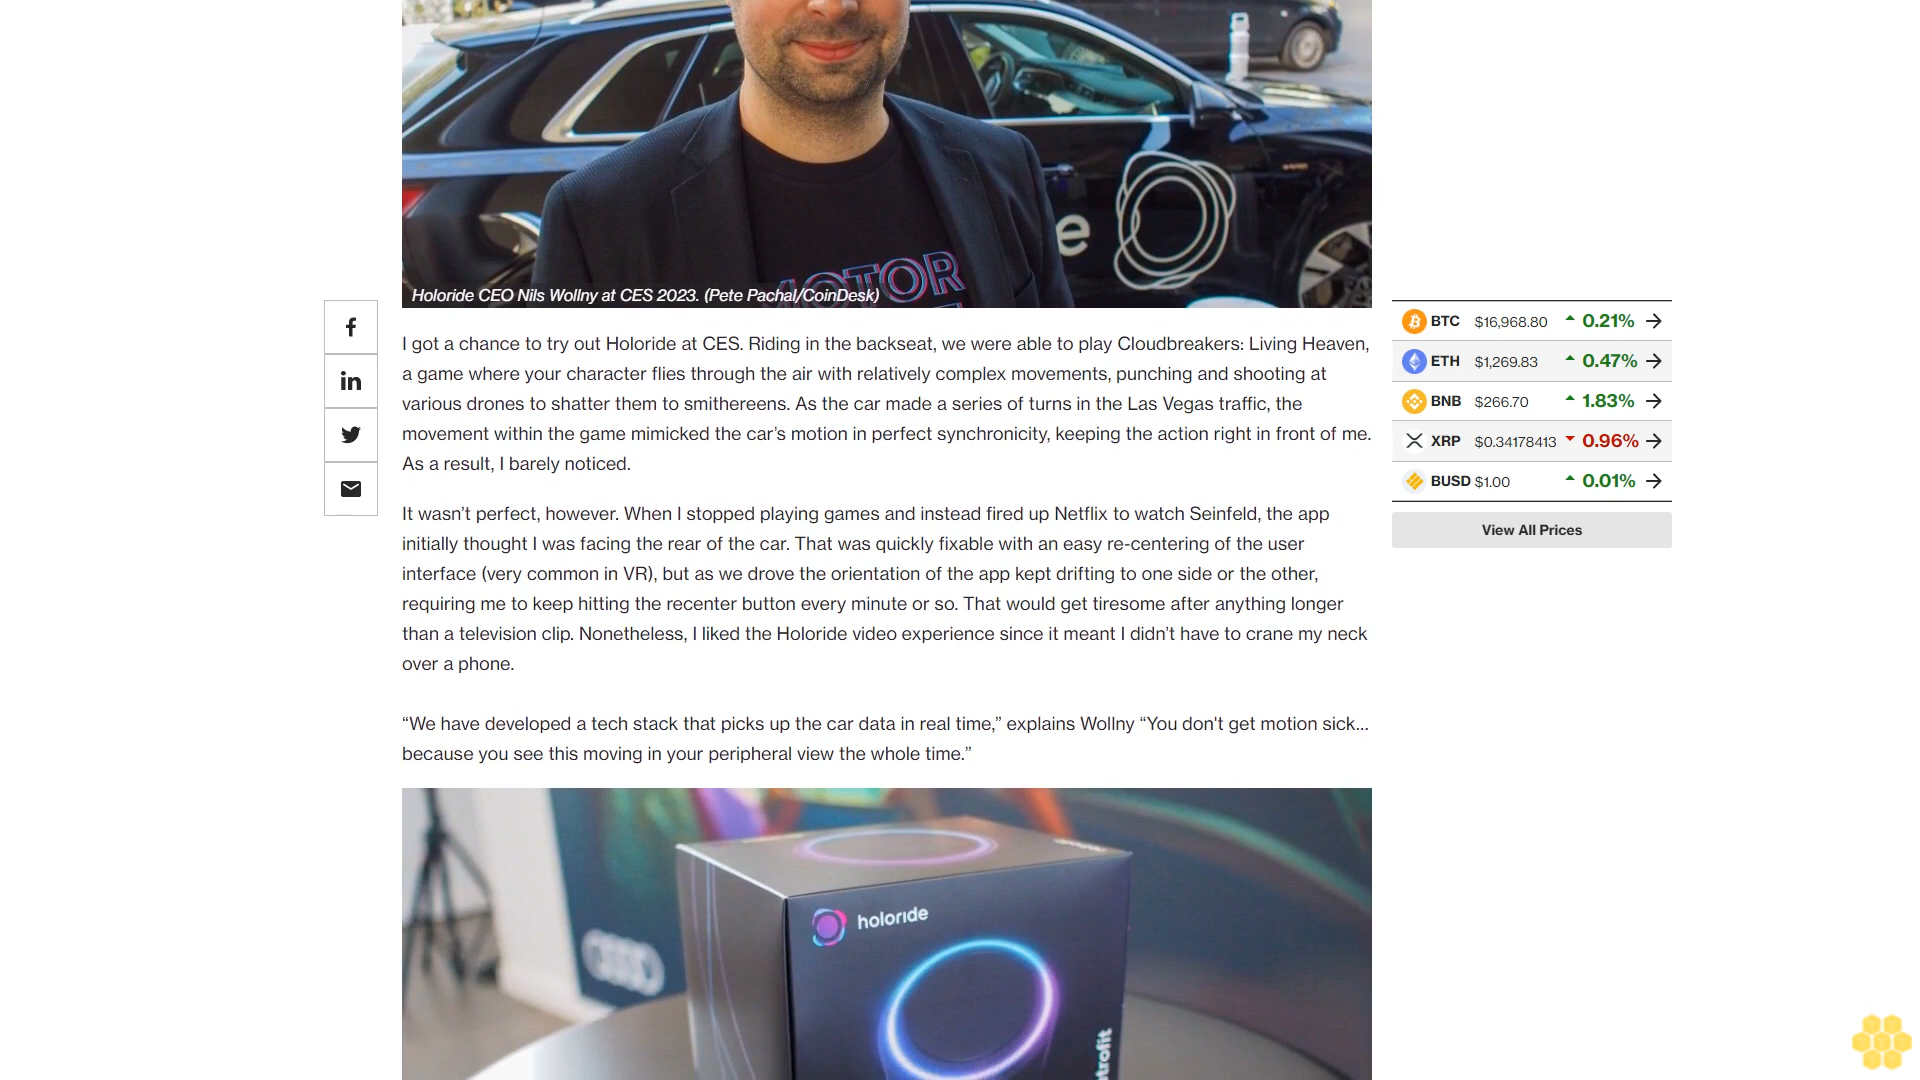 MOTOR
e
Holoride CEO Nils Wollny at CES 2023. (Pete Pachal/CoinDesk)
I got a chance to try out Holoride at CES. Riding in the backseat, we were able to play Cloudbreakers: Living Heaven,
a game where your character flies through the air with relatively complex movements, punching and shooting at
various drones to shatter them to smithereens. As the car made a series of turns in the Las Vegas traffic, the
movement within the game mimicked the car’s motion in perfect synchronicity, keeping the action right in front of me.
As a result, I barely noticed.
It wasn’t perfect, however. When I stopped playing games and instead fired up Netflix to watch Seinfeld, the app
initially thought I was facing the rear of the car. That was quickly fixable with an easy re-centering of the user
interface (very common in VR), but as we drove the orientation of the app kept drifting to one side or the other,
requiring me to keep hitting the recenter button every minute or so. That would get tiresome after anything longer
than a television clip. Nonetheless, I liked the Holoride video experience since it meant I didn’t have to crane my neck
over a phone.
“We have developed a tech stack that picks up the car data in real time,” explains Wollny “You don't get motion sick…
because you see this moving in your peripheral view the whole time.”
holoride
trofit
BTC $16,968.80 0.21%
ETH $1,269.83 0.47%
BNB $266.70 1.83%
XRP $0.34178413 0.96%
BUSD $1.00 0.01%
View All Prices